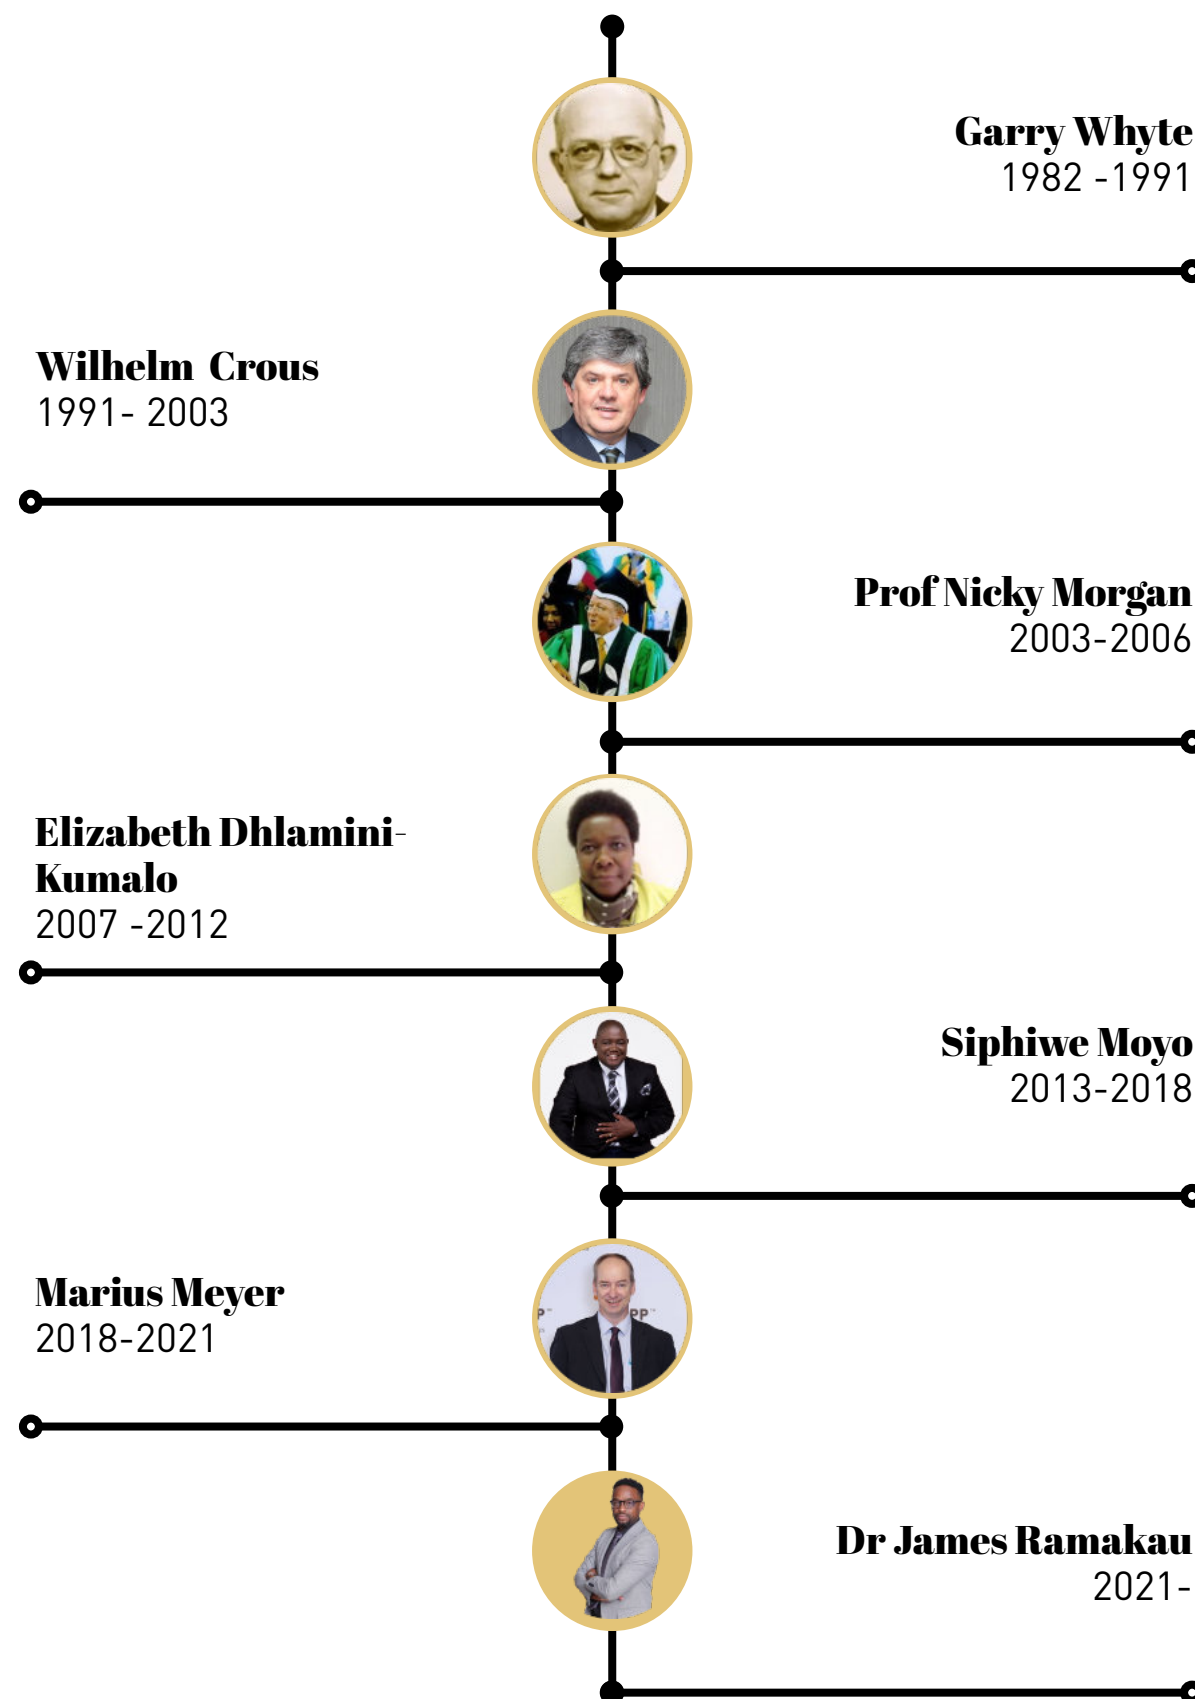 Garry Whyte
1982 -1991
Wilhelm  Crous
1991- 2003
Prof Nicky Morgan
2003-2006
Elizabeth Dhlamini-
Kumalo
2007 -2012
Siphiwe Moyo
2013-2018
Marius Meyer
2018-2021
PP
Dr James Ramakau
2021-